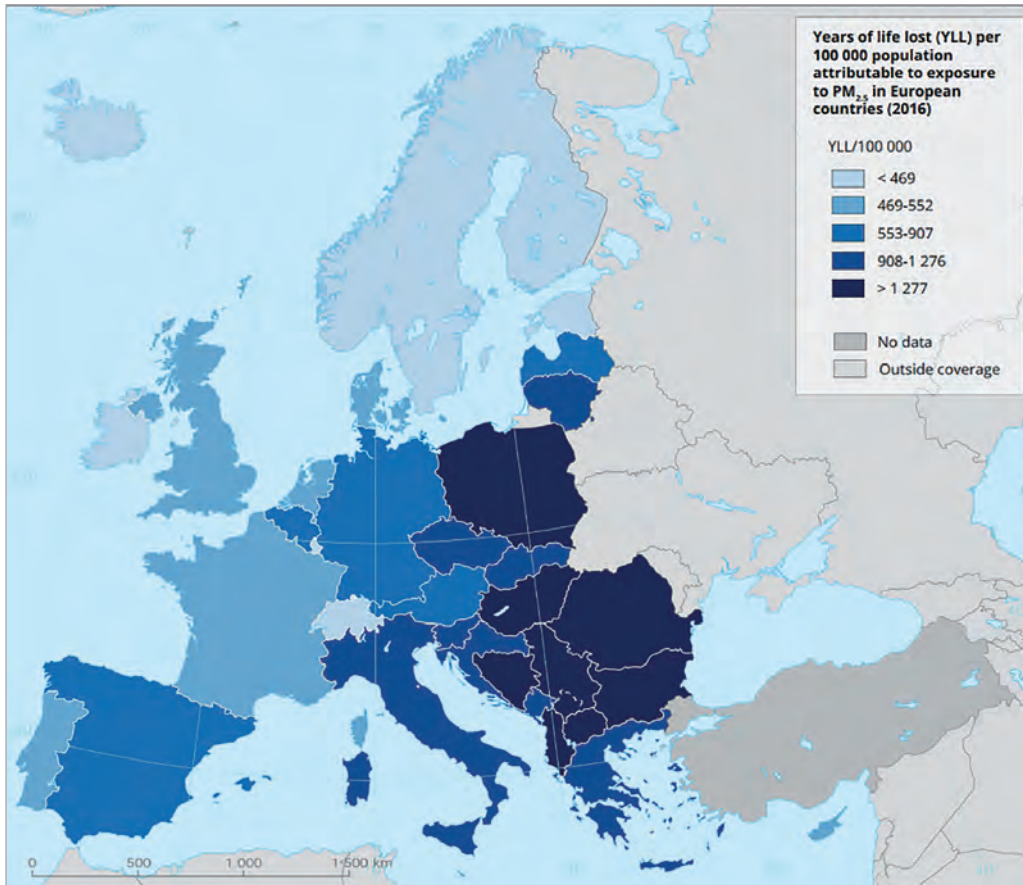 Years of life lost (YLL) per
100 000 population
attributable to exposure
to PM2.5 in European
countries (2016)
YLL/100 000
< 469
469-552
553-907
908-1 276
> 1 277
No data
Outside coverage
0 500 1 000 1 500 km